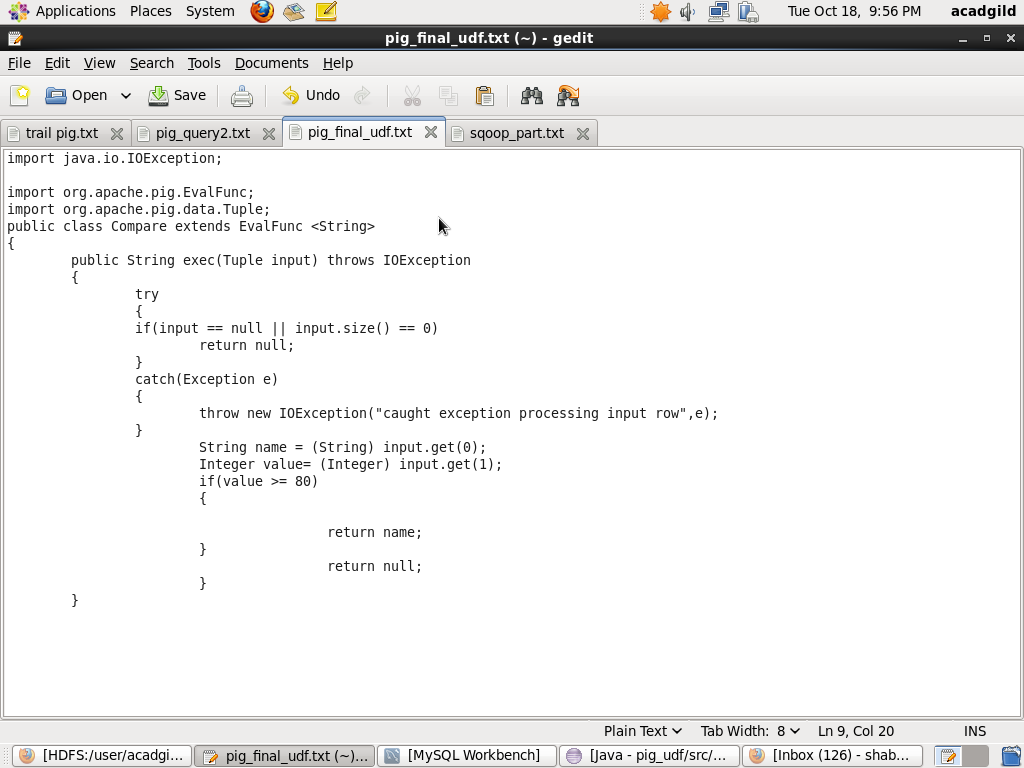 Applications Places System Tue Oct 18, 9:56 PM acadgild
pig_final_udf.txt (~) - gedit
File Edit View Search Tools Documents Help
Open Save Undo
trail pig.txt pig_query2.txt pig_final_udf.txt sqoop_part.txt
import java.io.IOException;
import org.apache.pig.EvalFunc;
import org.apache.pig.data.Tuple;
public class Compare extends EvalFunc <String>
{
public String exec(Tuple input) throws IOException
{
try
{
if(input == null || input.size() == 0)
return null;
}
catch(Exception e)
{
throw new IOException("caught exception processing input row",e);
}
String name = (String) input.get(0);
Integer value= (Integer) input.get(1);
if(value >= 80)
{
return name;
}
return null;
}
}
Plain Text Tab Width: 8 Ln 9, Col 20 INS
[HDFS:/user/acadgi... pig_final_udf.txt (~)... [MySQL Workbench] [Java - pig_udf/src/... [Inbox (126) - shab...